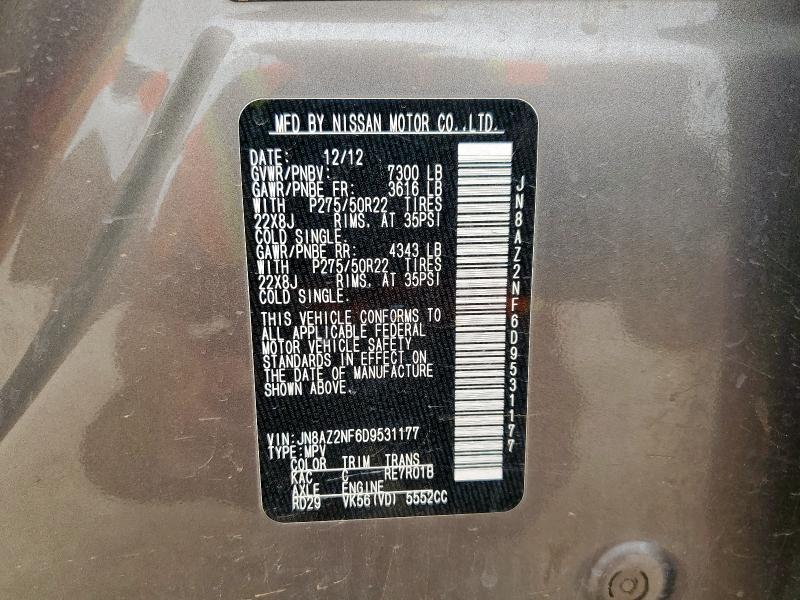 MFD BY NISSAN MOTOR CO.,LTD.
DATE: 12/12
GVWR/PNBV: 7300 LB
GAWR/PNBE FR: 3616 LB
WITH P275/50R22 TIRES
22X8J RIMS, AT 35PSI
COLD SINGLE.
GAWR/PNBE RR: 4343 LB
WITH P275/50R22 TIRES
22X8J RIMS, AT 35PSI
COLD SINGLE.
THIS VEHICLE CONFORMS TO
ALL APPLICABLE FEDERAL
MOTOR VEHICLE SAFETY
STANDARDS IN EFFECT ON
THE DATE OF MANUFACTURE
SHOWN ABOVE.
VIN:JN8AZ2NF6D9531177
TYPE:MPV
COLOR TRIM TRANS
KAC C RE7R01B
AXLE ENGINE
RD29 VK56(VD) 5552CC
JN8AZ2NF6D9531177